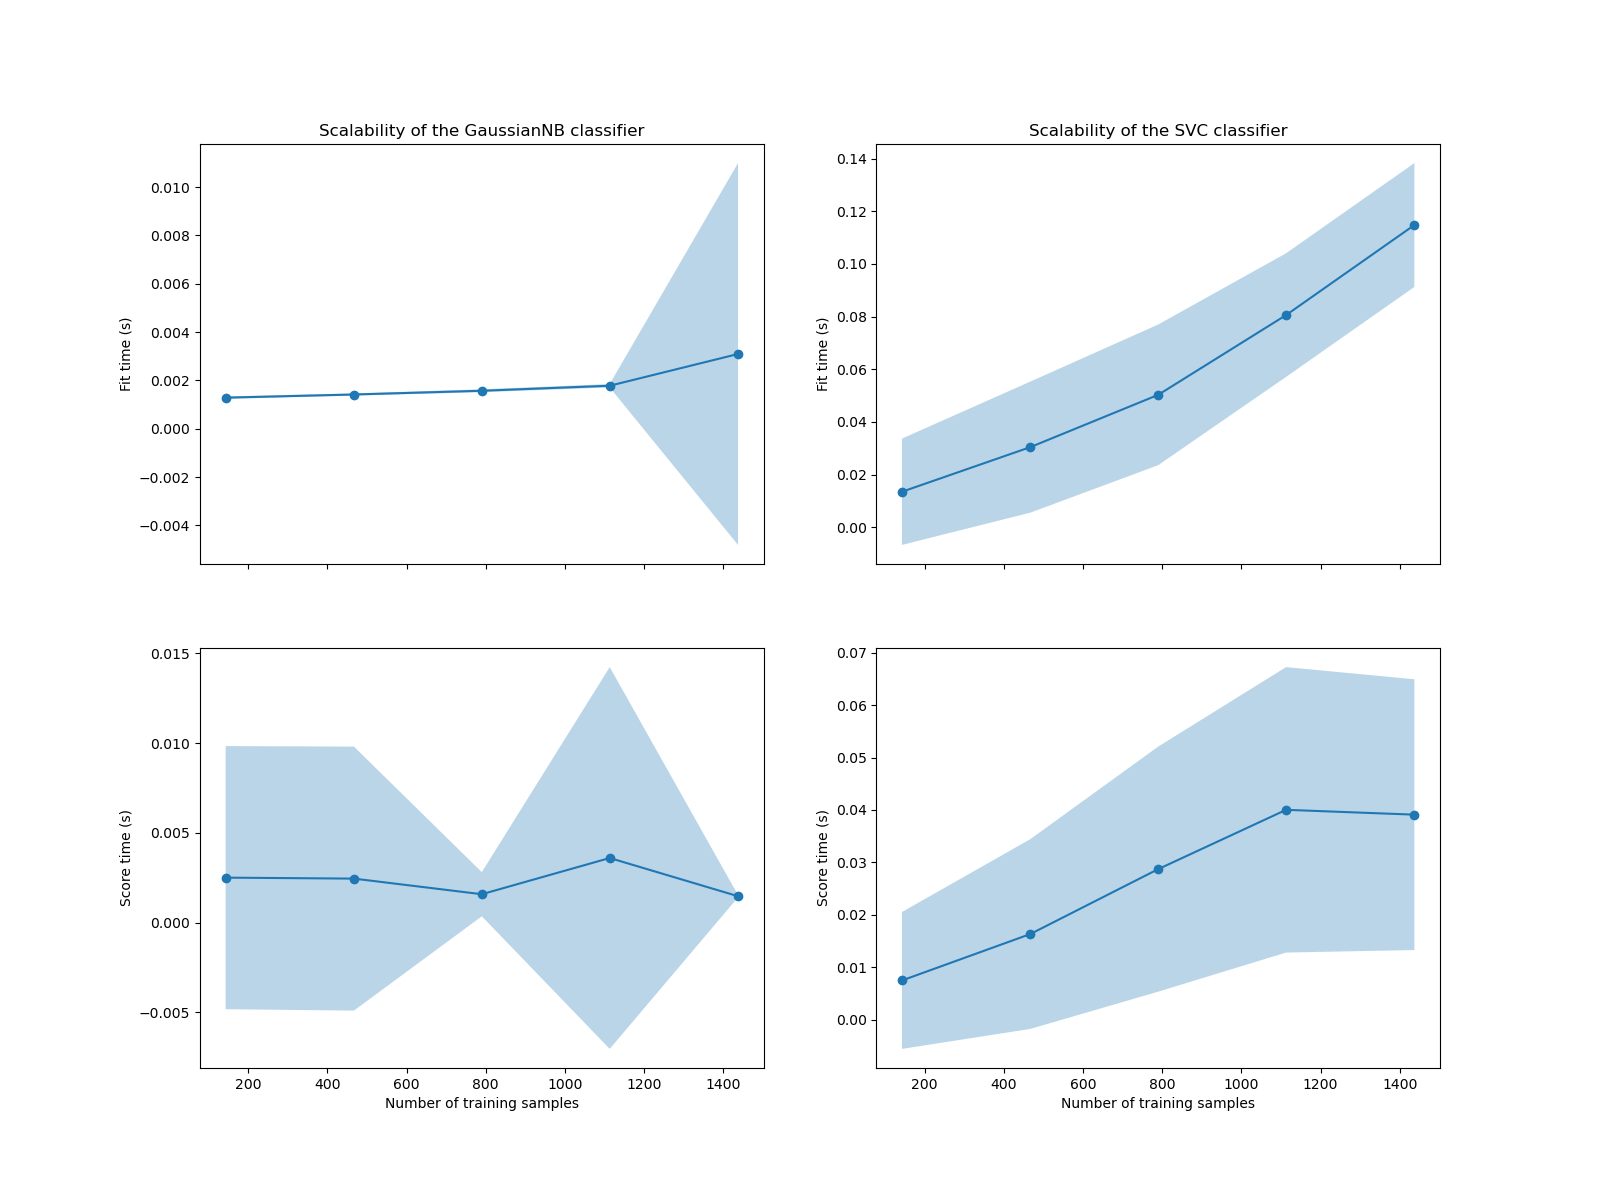 Scalability of the GaussianNB classifier
Scalability of the SVC classifier
0.010
0.008
0.006
0.004
0.002
0.000
−0.002
−0.004
Fit time (s)
0.14
0.12
0.10
0.08
0.06
0.04
0.02
0.00
Fit time (s)
0.015
0.010
0.005
0.000
−0.005
Score time (s)
200 400 600 800 1000 1200 1400
Number of training samples
0.07
0.06
0.05
0.04
0.03
0.02
0.01
0.00
Score time (s)
200 400 600 800 1000 1200 1400
Number of training samples